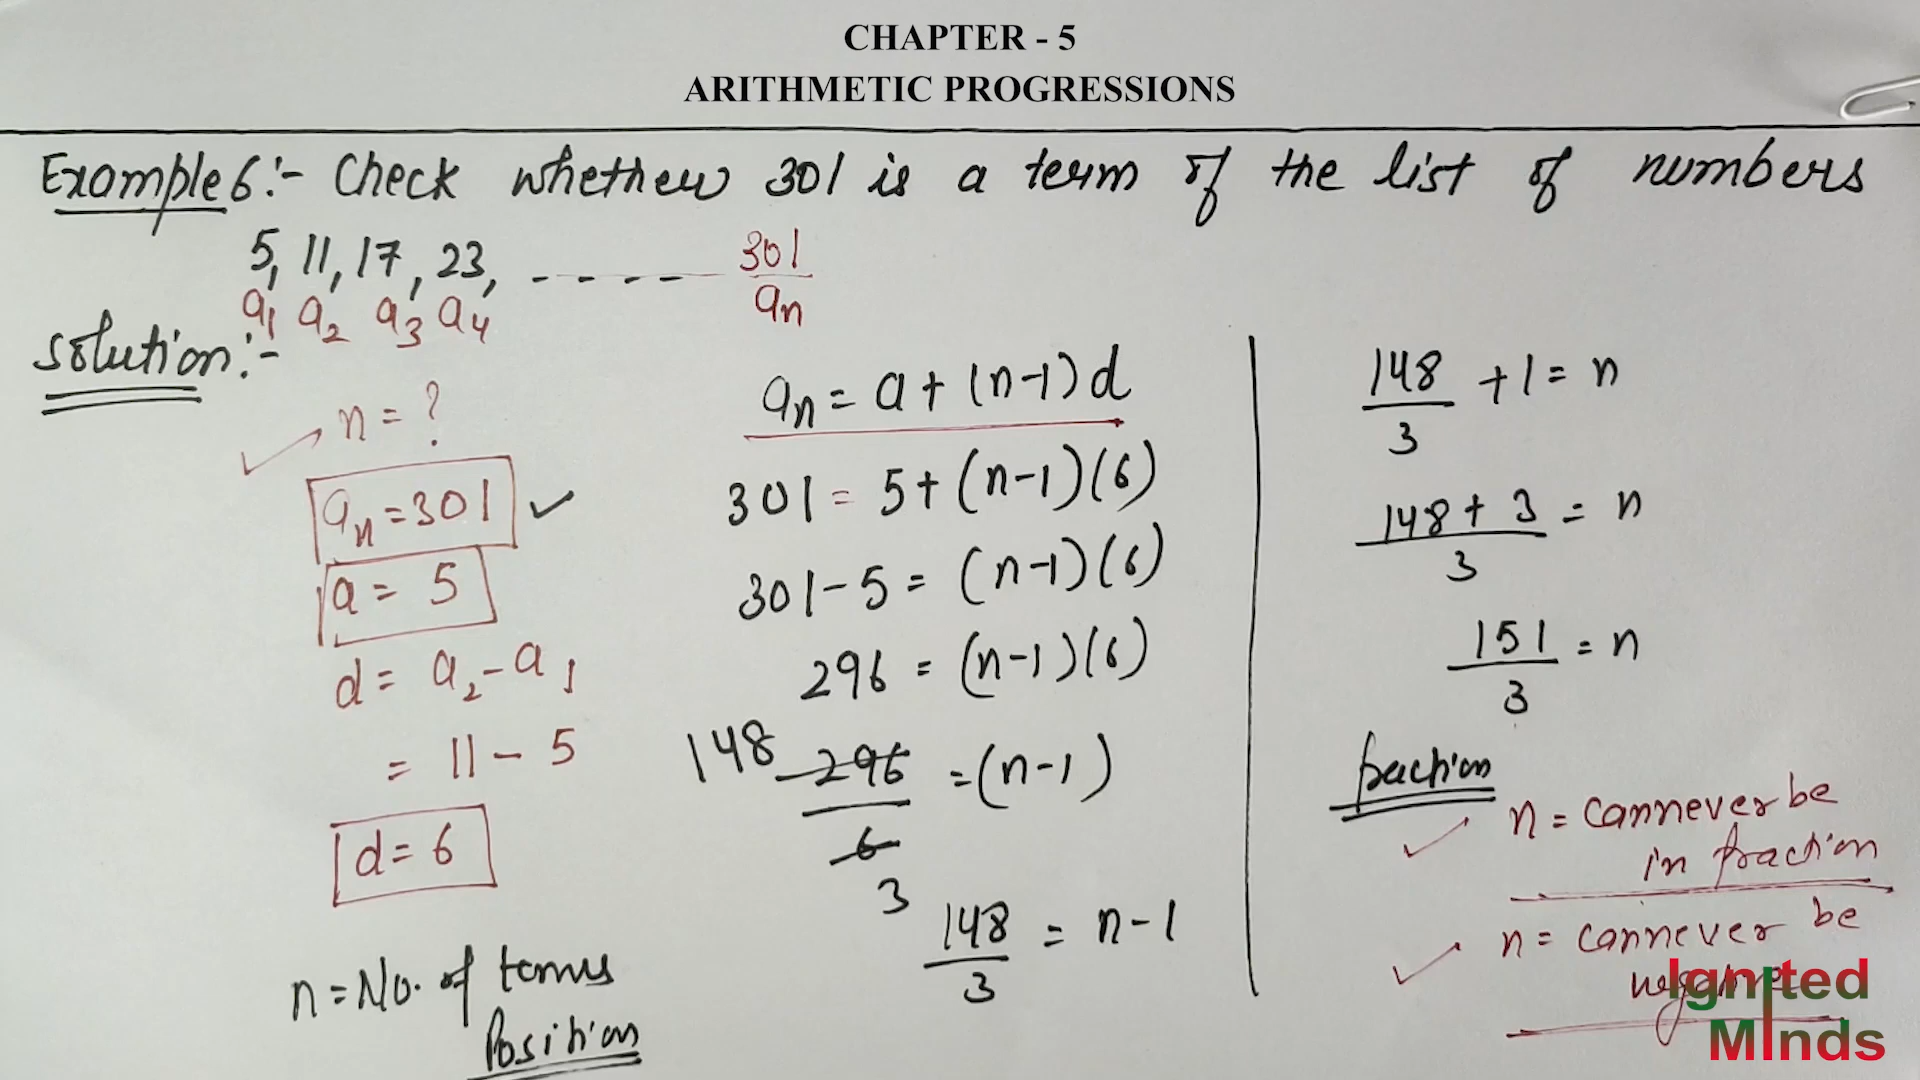 CHAPTER - 5
ARITHMETIC PROGRESSIONS
Example 6:- Check whether 301 is a term of the list of numbers
5, 11, 17, 23, - - - - - 301
a1 a2 a3 a4 an
Solution:-
n = ?
an = 301
a = 5
d = a2 - a1
= 11 - 5
d = 6
n = No. of terms
Position
an = a + (n-1) d
301 = 5 + (n-1)(6)
301 - 5 = (n-1)(6)
296 = (n-1)(6)
148 296 = (n-1)
6
3
148 = n - 1
3
148 + 1 = n
3
148 + 3 = n
3
151 = n
3
fraction
n = cannever be
in fraction
n = cannever be
negative
Ignited
Minds